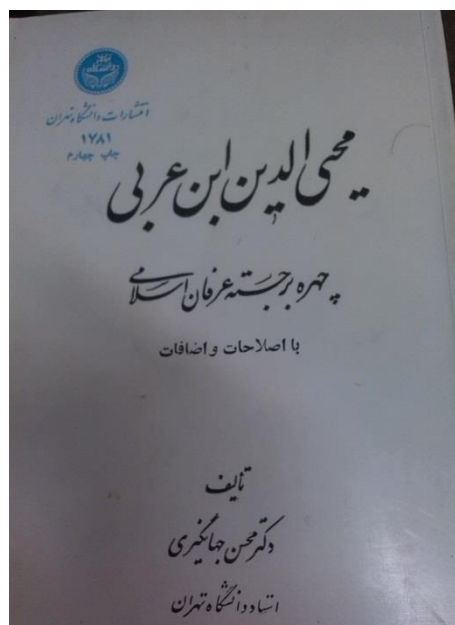 انتشارات دانشگاه تهران
۱۷۸۱
چاپ چهارم
محیی الدین ابن عربی
چهره برجسته عرفان اسلامی
با اصلاحات و اضافات
تألیف
دکتر محسن جهانگیری
استاد دانشگاه تهران